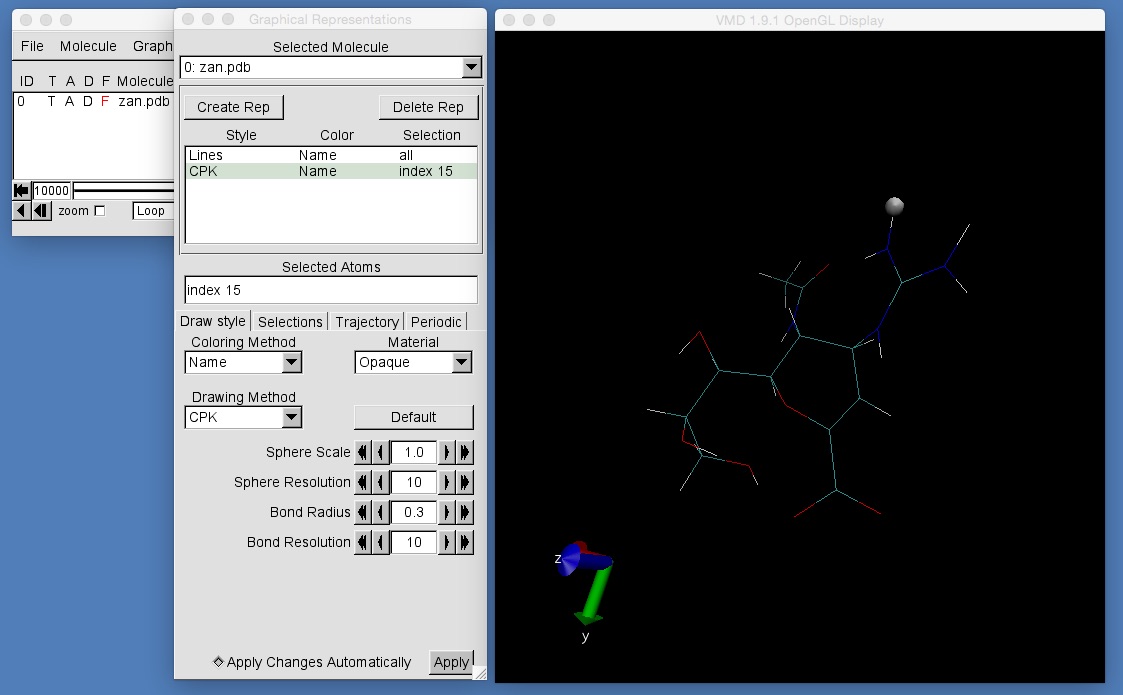 Graphical Representations
VMD 1.9.1 OpenGL Display
File Molecule Graph
ID T A D F Molecule
0 T A D F zan.pdb
10000
zoom Loop
Selected Molecule
0: zan.pdb
Create Rep Delete Rep
Style Color Selection
Lines Name all
CPK Name index 15
Selected Atoms
index 15
Draw style Selections Trajectory Periodic
Coloring Method Material
Name Opaque
Drawing Method
CPK Default
Sphere Scale 1.0
Sphere Resolution 10
Bond Radius 0.3
Bond Resolution 10
Apply Changes Automatically Apply
z
y